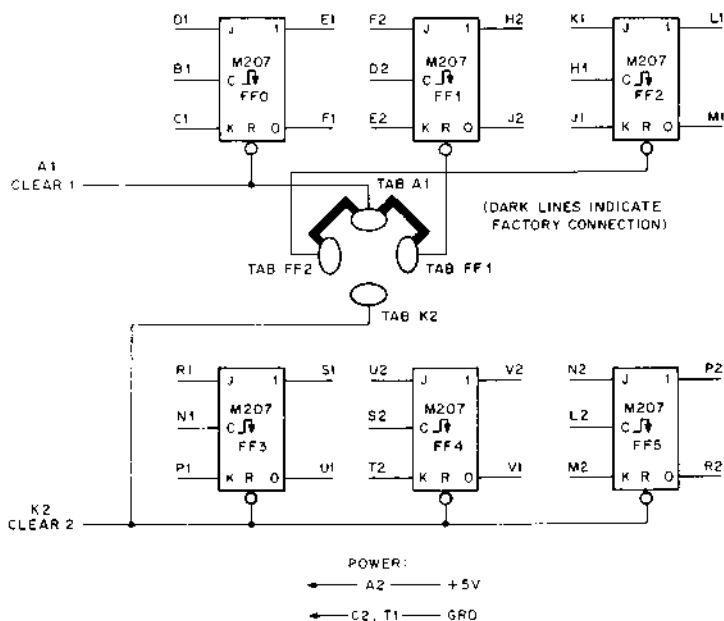 D1 J 1 E1 F2 J 1 H2 K1 J 1 L1
M207 M207 M207
B1 C D2 C H1 C
FF0 FF1 FF2
C1 K R 0 F1 E2 K R 0 J2 J1 K R 0 M1
A1
CLEAR 1
TAB A1
(DARK LINES INDICATE
FACTORY CONNECTION)
TAB FF2 TAB FF1
TAB K2
R1 J 1 S1 U2 J 1 V2 N2 J 1 P2
M207 M207 M207
N1 C S2 C L2 C
FF3 FF4 FF5
P1 K R 0 U1 T2 K R 0 V1 M2 K R 0 R2
K2
CLEAR 2
POWER:
A2 +5V
C2, T1 GRD